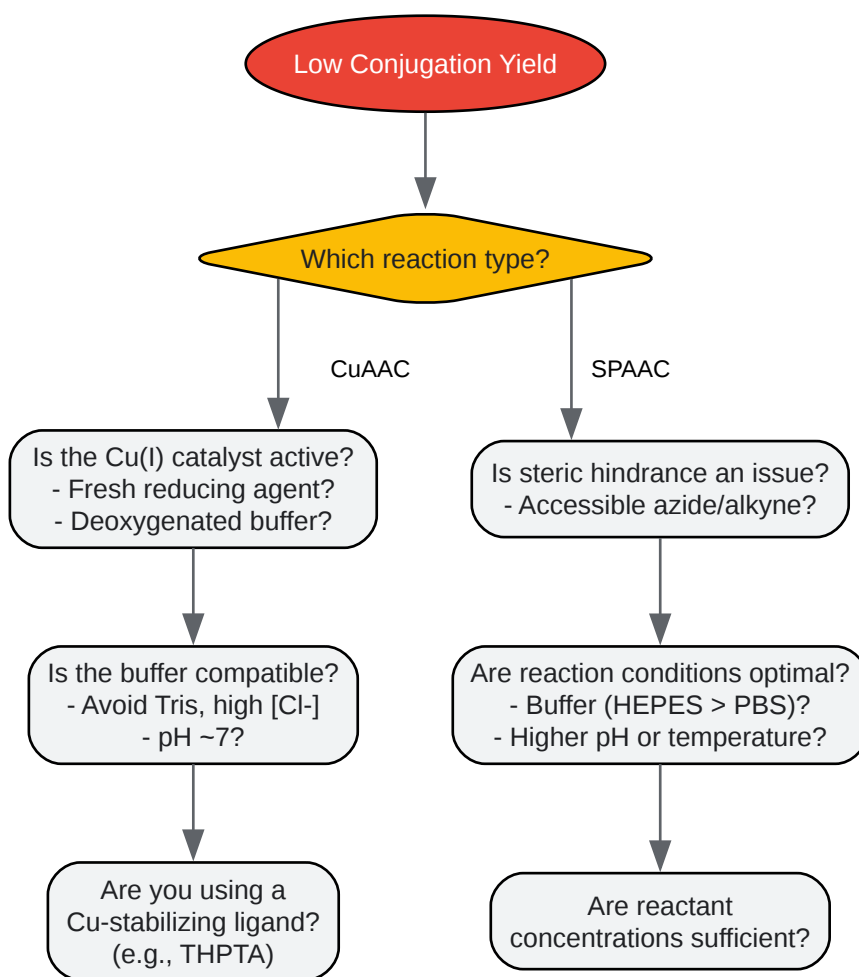 Low Conjugation Yield
Which reaction type?
CuAAC
SPAAC
Is the Cu(I) catalyst active?
- Fresh reducing agent?
- Deoxygenated buffer?
Is steric hindrance an issue?
- Accessible azide/alkyne?
Is the buffer compatible?
- Avoid Tris, high [Cl-]
- pH ~7?
Are reaction conditions optimal?
- Buffer (HEPES > PBS)?
- Higher pH or temperature?
Are you using a
Cu-stabilizing ligand?
(e.g., THPTA)
Are reactant
concentrations sufficient?